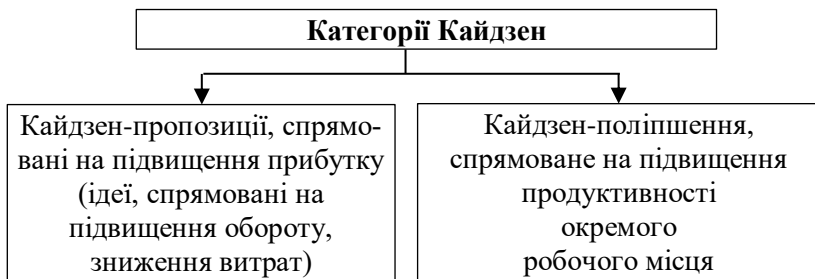 Категорії Кайдзен
Кайдзен-пропозиції, спрямо-
вані на підвищення прибутку
(ідеї, спрямовані на
підвищення обороту,
зниження витрат)
Кайдзен-поліпшення,
спрямоване на підвищення
продуктивності
окремого
робочого місця